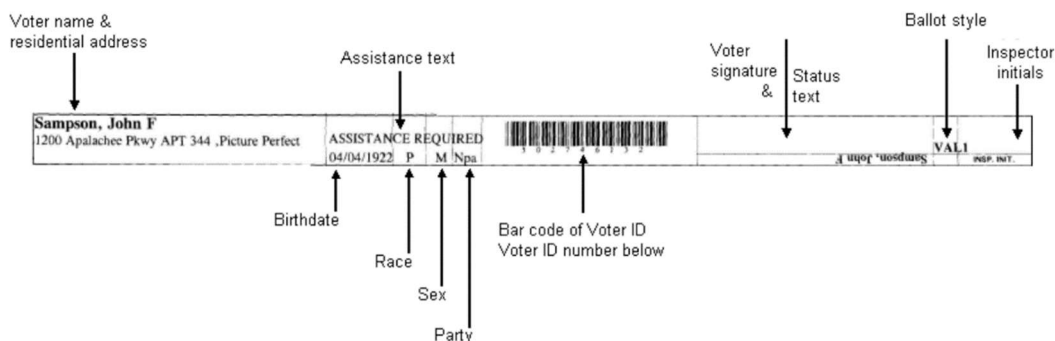 Voter name &
residential address
Assistance text
Voter
signature
&
Status
text
Ballot style
Inspector
initials
Sampson, John F
1200 Apalachee Pkwy APT 344 ,Picture Perfect
ASSISTANCE REQUIRED
04/04/1922 P M Npa
Sampson, John F
VAL1
INSP. INIT.
Birthdate
Race
Sex
Party
Bar code of Voter ID
Voter ID number below